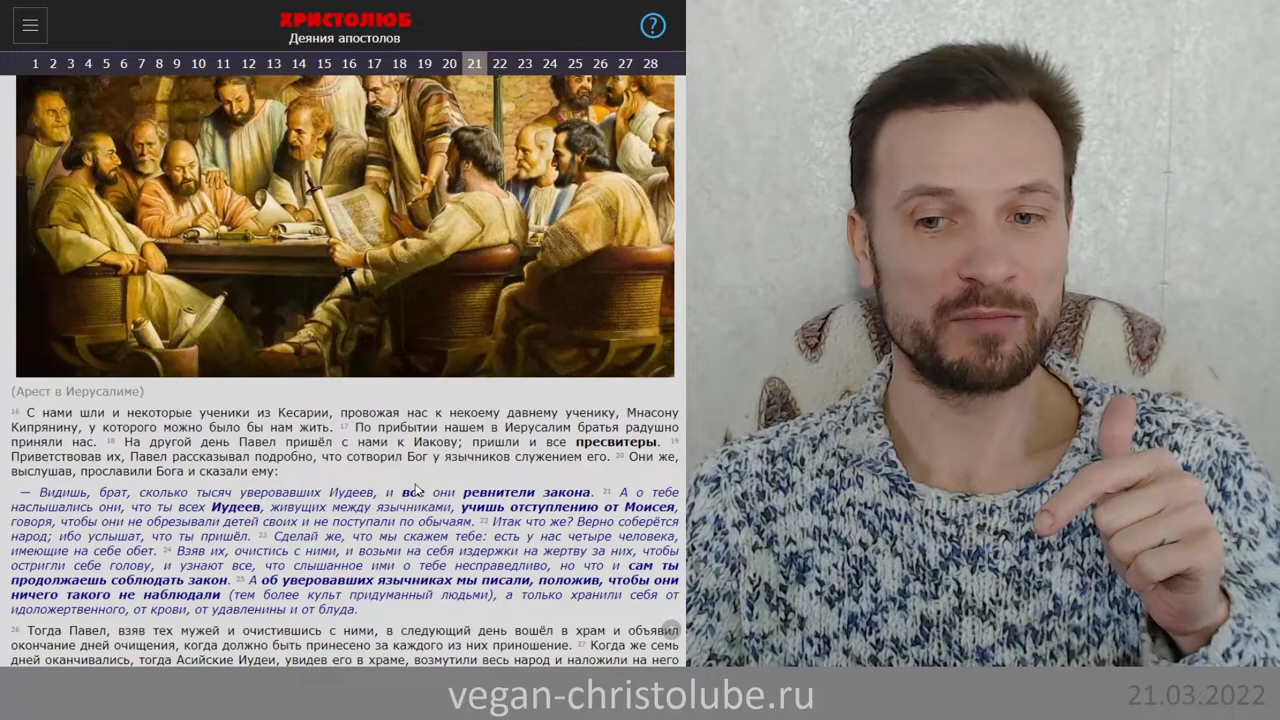 ХРИСТОЛЮБ
Деяния апостолов
1 2 3 4 5 6 7 8 9 10 11 12 13 14 15 16 17 18 19 20 21 22 23 24 25 26 27 28
(Арест в Иерусалиме)
16 С нами шли и некоторые ученики из Кесарии, провожая нас к некоему давнему ученику, Мнасону
Кипрянину, у которого можно было бы нам жить. 17 По прибытии нашем в Иерусалим братья радушно
приняли нас. 18 На другой день Павел пришёл с нами к Иакову; пришли и все пресвитеры. 19
Приветствовав их, Павел рассказывал подробно, что сотворил Бог у язычников служением его. 20 Они же,
выслушав, прославили Бога и сказали ему:
— Видишь, брат, сколько тысяч уверовавших Иудеев, и все они ревнители закона. 21 А о тебе
наслышались они, что ты всех Иудеев, живущих между язычниками, учишь отступлению от Моисея,
говоря, чтобы они не обрезывали детей своих и не поступали по обычаям. 22 Итак что же? Верно соберётся
народ; ибо услышат, что ты пришёл. 23 Сделай же, что мы скажем тебе: есть у нас четыре человека,
имеющие на себе обет. 24 Взяв их, очистись с ними, и возьми на себя издержки на жертву за них, чтобы
остригли себе голову, и узнают все, что слышанное ими о тебе несправедливо, но что и сам ты
продолжаешь соблюдать закон. 25 А об уверовавших язычниках мы писали, положив, чтобы они
ничего такого не наблюдали (тем более культ придуманный людьми), а только хранили себя от
идоложертвенного, от крови, от удавленины и от блуда.
26 Тогда Павел, взяв тех мужей и очистившись с ними, в следующий день вошёл в храм и объявил
окончание дней очищения, когда должно быть принесено за каждого из них приношение. 27 Когда же семь
дней оканчивались, тогда Асийские Иудеи, увидев его в храме, возмутили весь народ и наложили на него
vegan-christolube.ru
21.03.2022